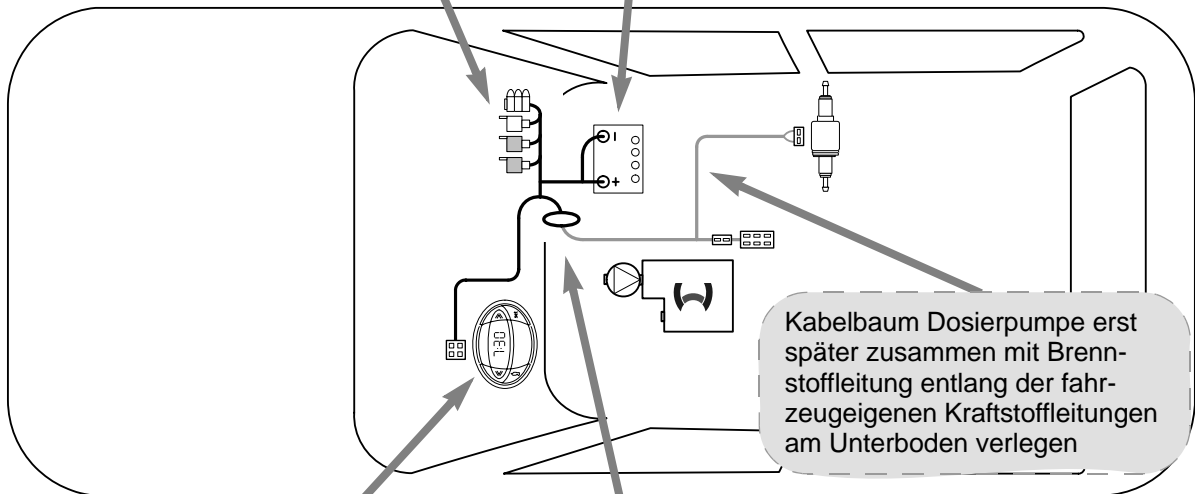 −
+
Kabelbaum Dosierpumpe erst
später zusammen mit Brenn-
stoffleitung entlang der fahr-
zeugeigenen Kraftstoffleitungen
am Unterboden verlegen